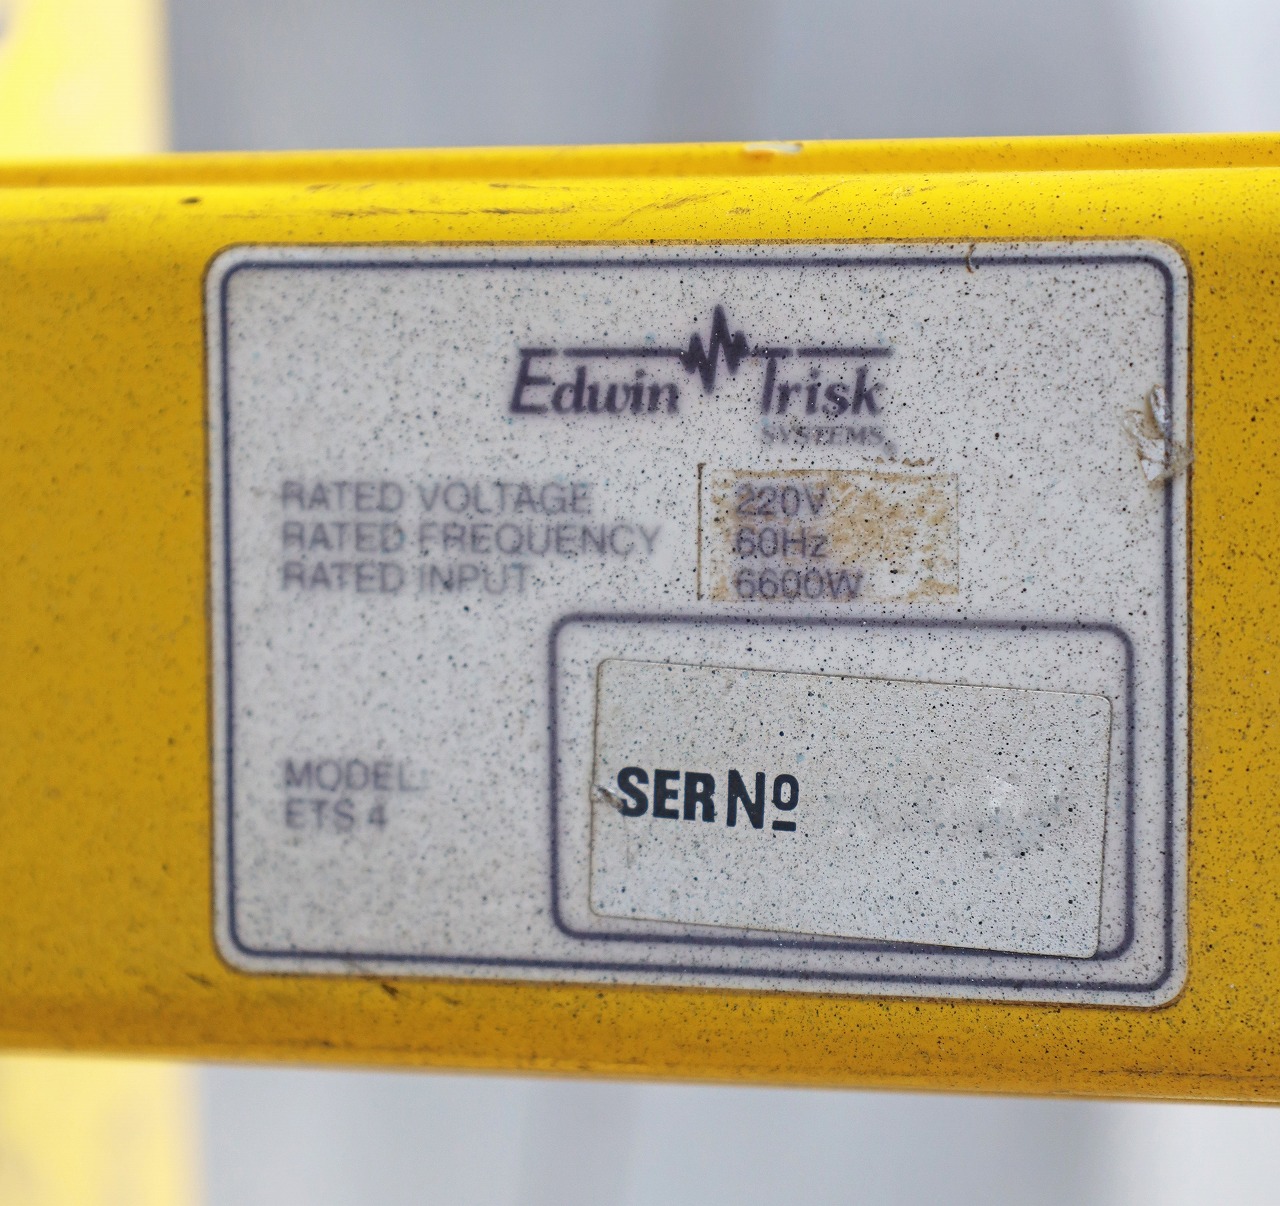 Edwin Trisk
SYSTEMS
RATED VOLTAGE 220V
RATED FREQUENCY 60Hz
RATED INPUT 6600W
MODEL:
ETS 4
SER Nº